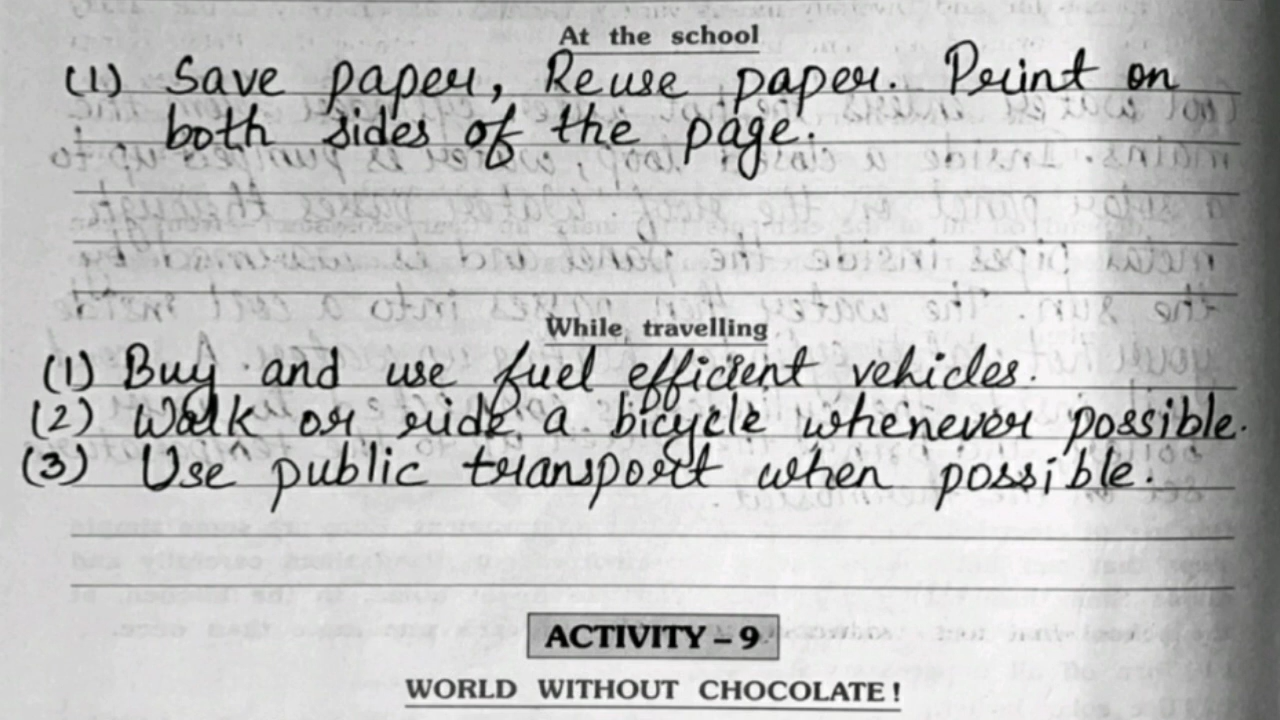 At the school
(1) Save paper, Reuse paper. Print on
both sides of the page.
While travelling
(1) Buy and use fuel efficient vehicles.
(2) Walk or ride a bicycle whenever possible.
(3) Use public transport when possible.
ACTIVITY – 9
WORLD WITHOUT CHOCOLATE !